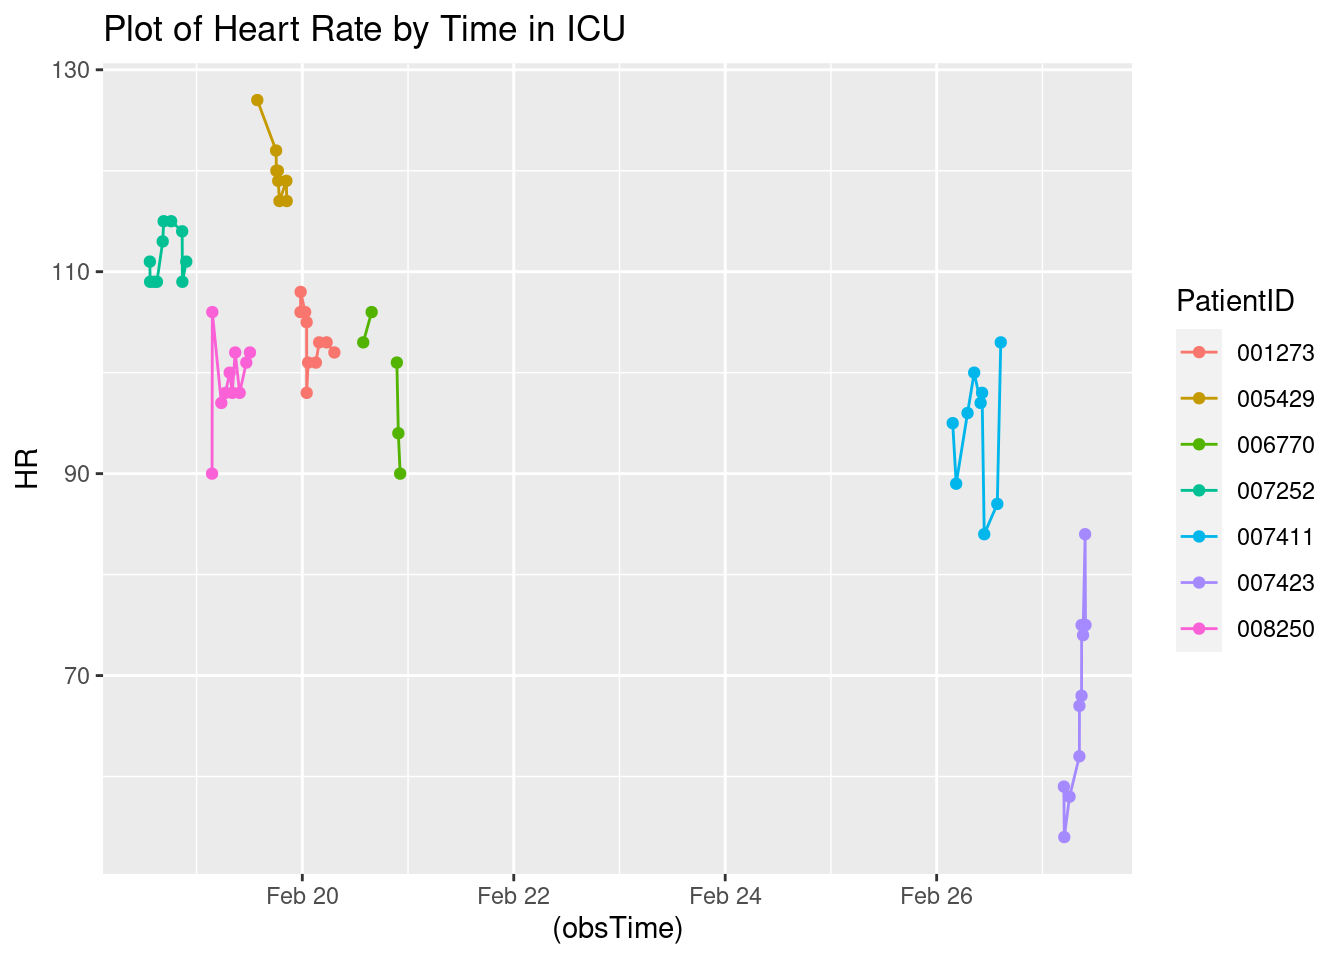 Plot of Heart Rate by Time in ICU
130
110
90
70
HR
Feb 20
Feb 22
Feb 24
Feb 26
(obsTime)
PatientID
001273
005429
006770
007252
007411
007423
008250